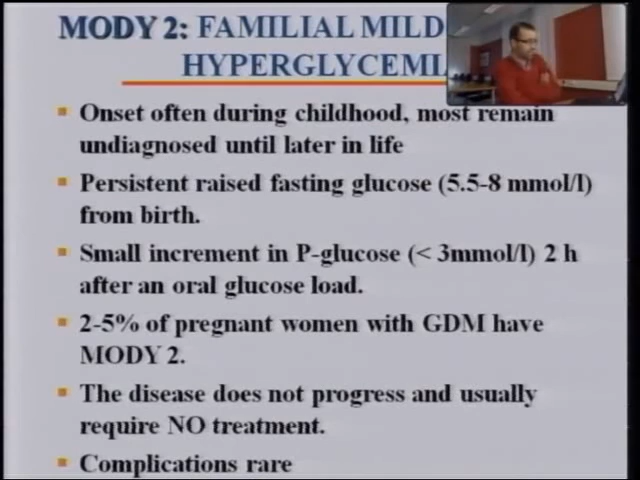 MODY 2: FAMILIAL MILD
HYPERGLYCEMI
Onset often during childhood, most remain
undiagnosed until later in life
Persistent raised fasting glucose (5.5-8 mmol/l)
from birth.
Small increment in P-glucose (< 3mmol/l) 2 h
after an oral glucose load.
2-5% of pregnant women with GDM have
MODY 2.
The disease does not progress and usually
require NO treatment.
Complications rare